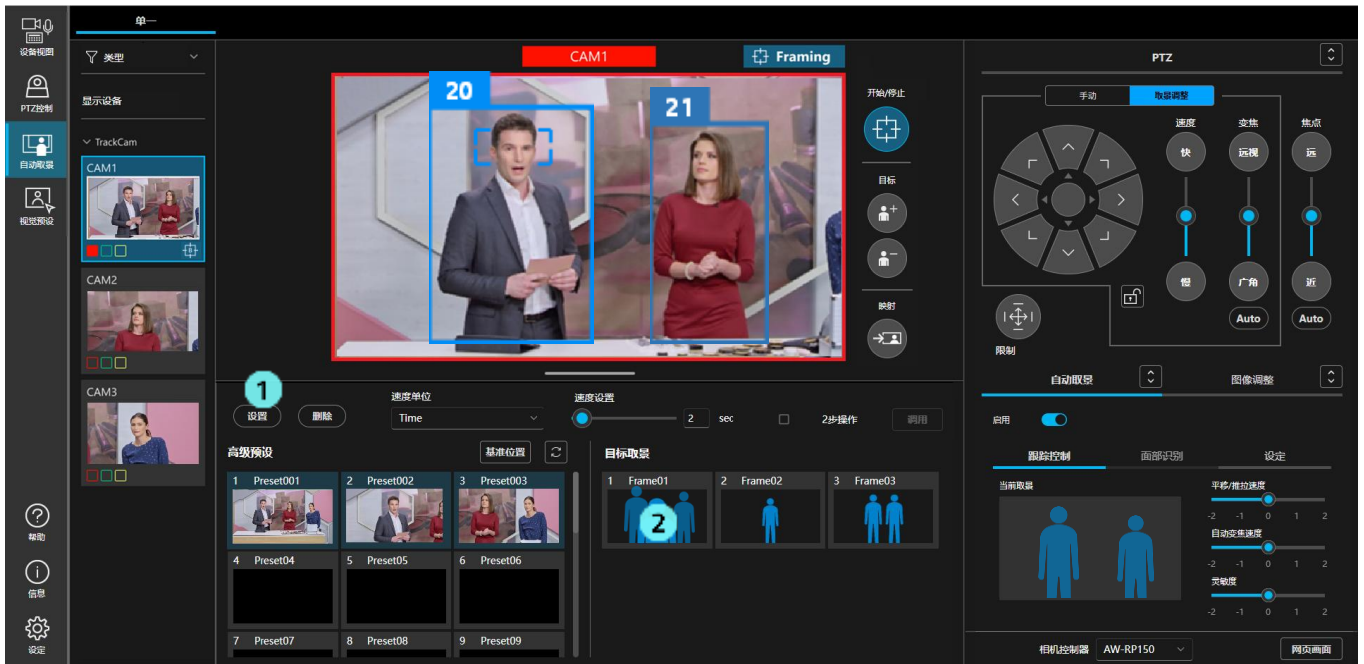 单一
设备视图
PTZ控制
自动取景
视觉预设
帮助
信息
设定
类型
显示设备
TrackCam
CAM1
CAM2
CAM3
CAM1
Framing
20
21
开始/停止
目标
映射
1
设置
删除
速度单位
Time
速度设置
2 sec
2步操作
调用
高级预设
基准位置
1 Preset001
2 Preset002
3 Preset003
4 Preset04
5 Preset05
6 Preset06
7 Preset07
8 Preset08
9 Preset09
目标取景
1 Frame01
2 Frame02
3 Frame03
2
PTZ
手动
取景调整
速度
变焦
焦点
快
远视
远
慢
广角
近
Auto
Auto
限制
自动取景
图像调整
启用
跟踪控制
面部识别
设定
当前取景
平移/推拉速度
-2 -1 0 1 2
自动变焦速度
-2 -1 0 1 2
灵敏度
-2 -1 0 1 2
相机控制器
AW-RP150
网页画面